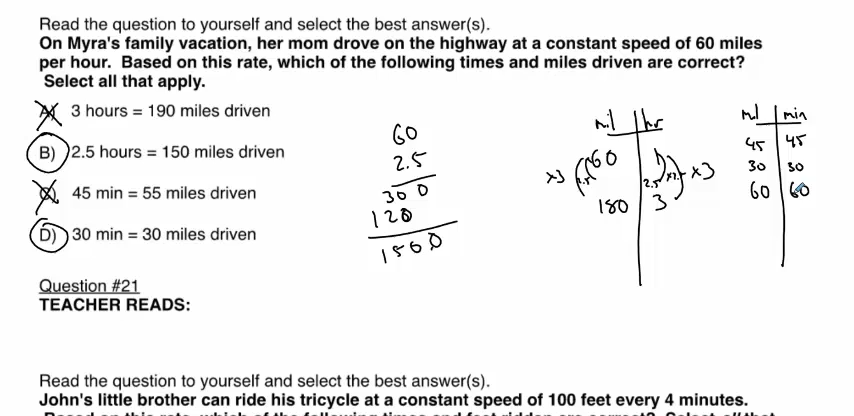 Read the question to yourself and select the best answer(s).
On Myra's family vacation, her mom drove on the highway at a constant speed of 60 miles
per hour. Based on this rate, which of the following times and miles driven are correct?
Select all that apply.
A) 3 hours = 190 miles driven
B) 2.5 hours = 150 miles driven
45 min = 55 miles driven
D) 30 min = 30 miles driven
60
2.5
300
120
1500
mil hr
x3 60 1 x3
2.5 2.5
180 3
mil min
45 45
30 30
60 60
Question #21
TEACHER READS:
Read the question to yourself and select the best answer(s).
John's little brother can ride his tricycle at a constant speed of 100 feet every 4 minutes.